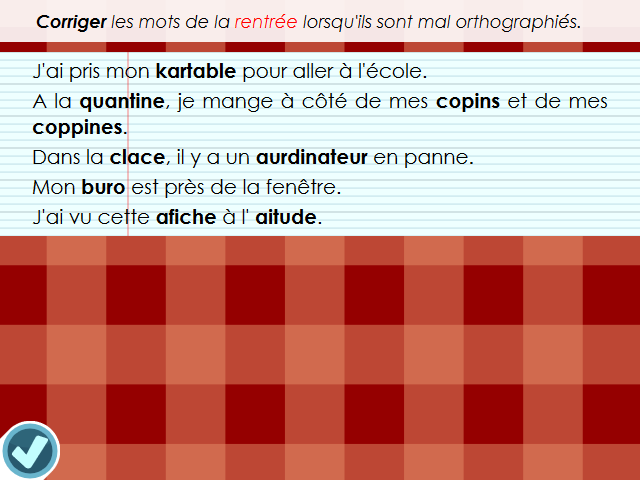 Corriger les mots de la rentrée lorsqu'ils sont mal orthographiés.
J'ai pris mon kartable pour aller à l'école.
A la quantine, je mange à côté de mes copins et de mes
coppines.
Dans la clace, il y a un aurdinateur en panne.
Mon buro est près de la fenêtre.
J'ai vu cette afiche à l' aitude.